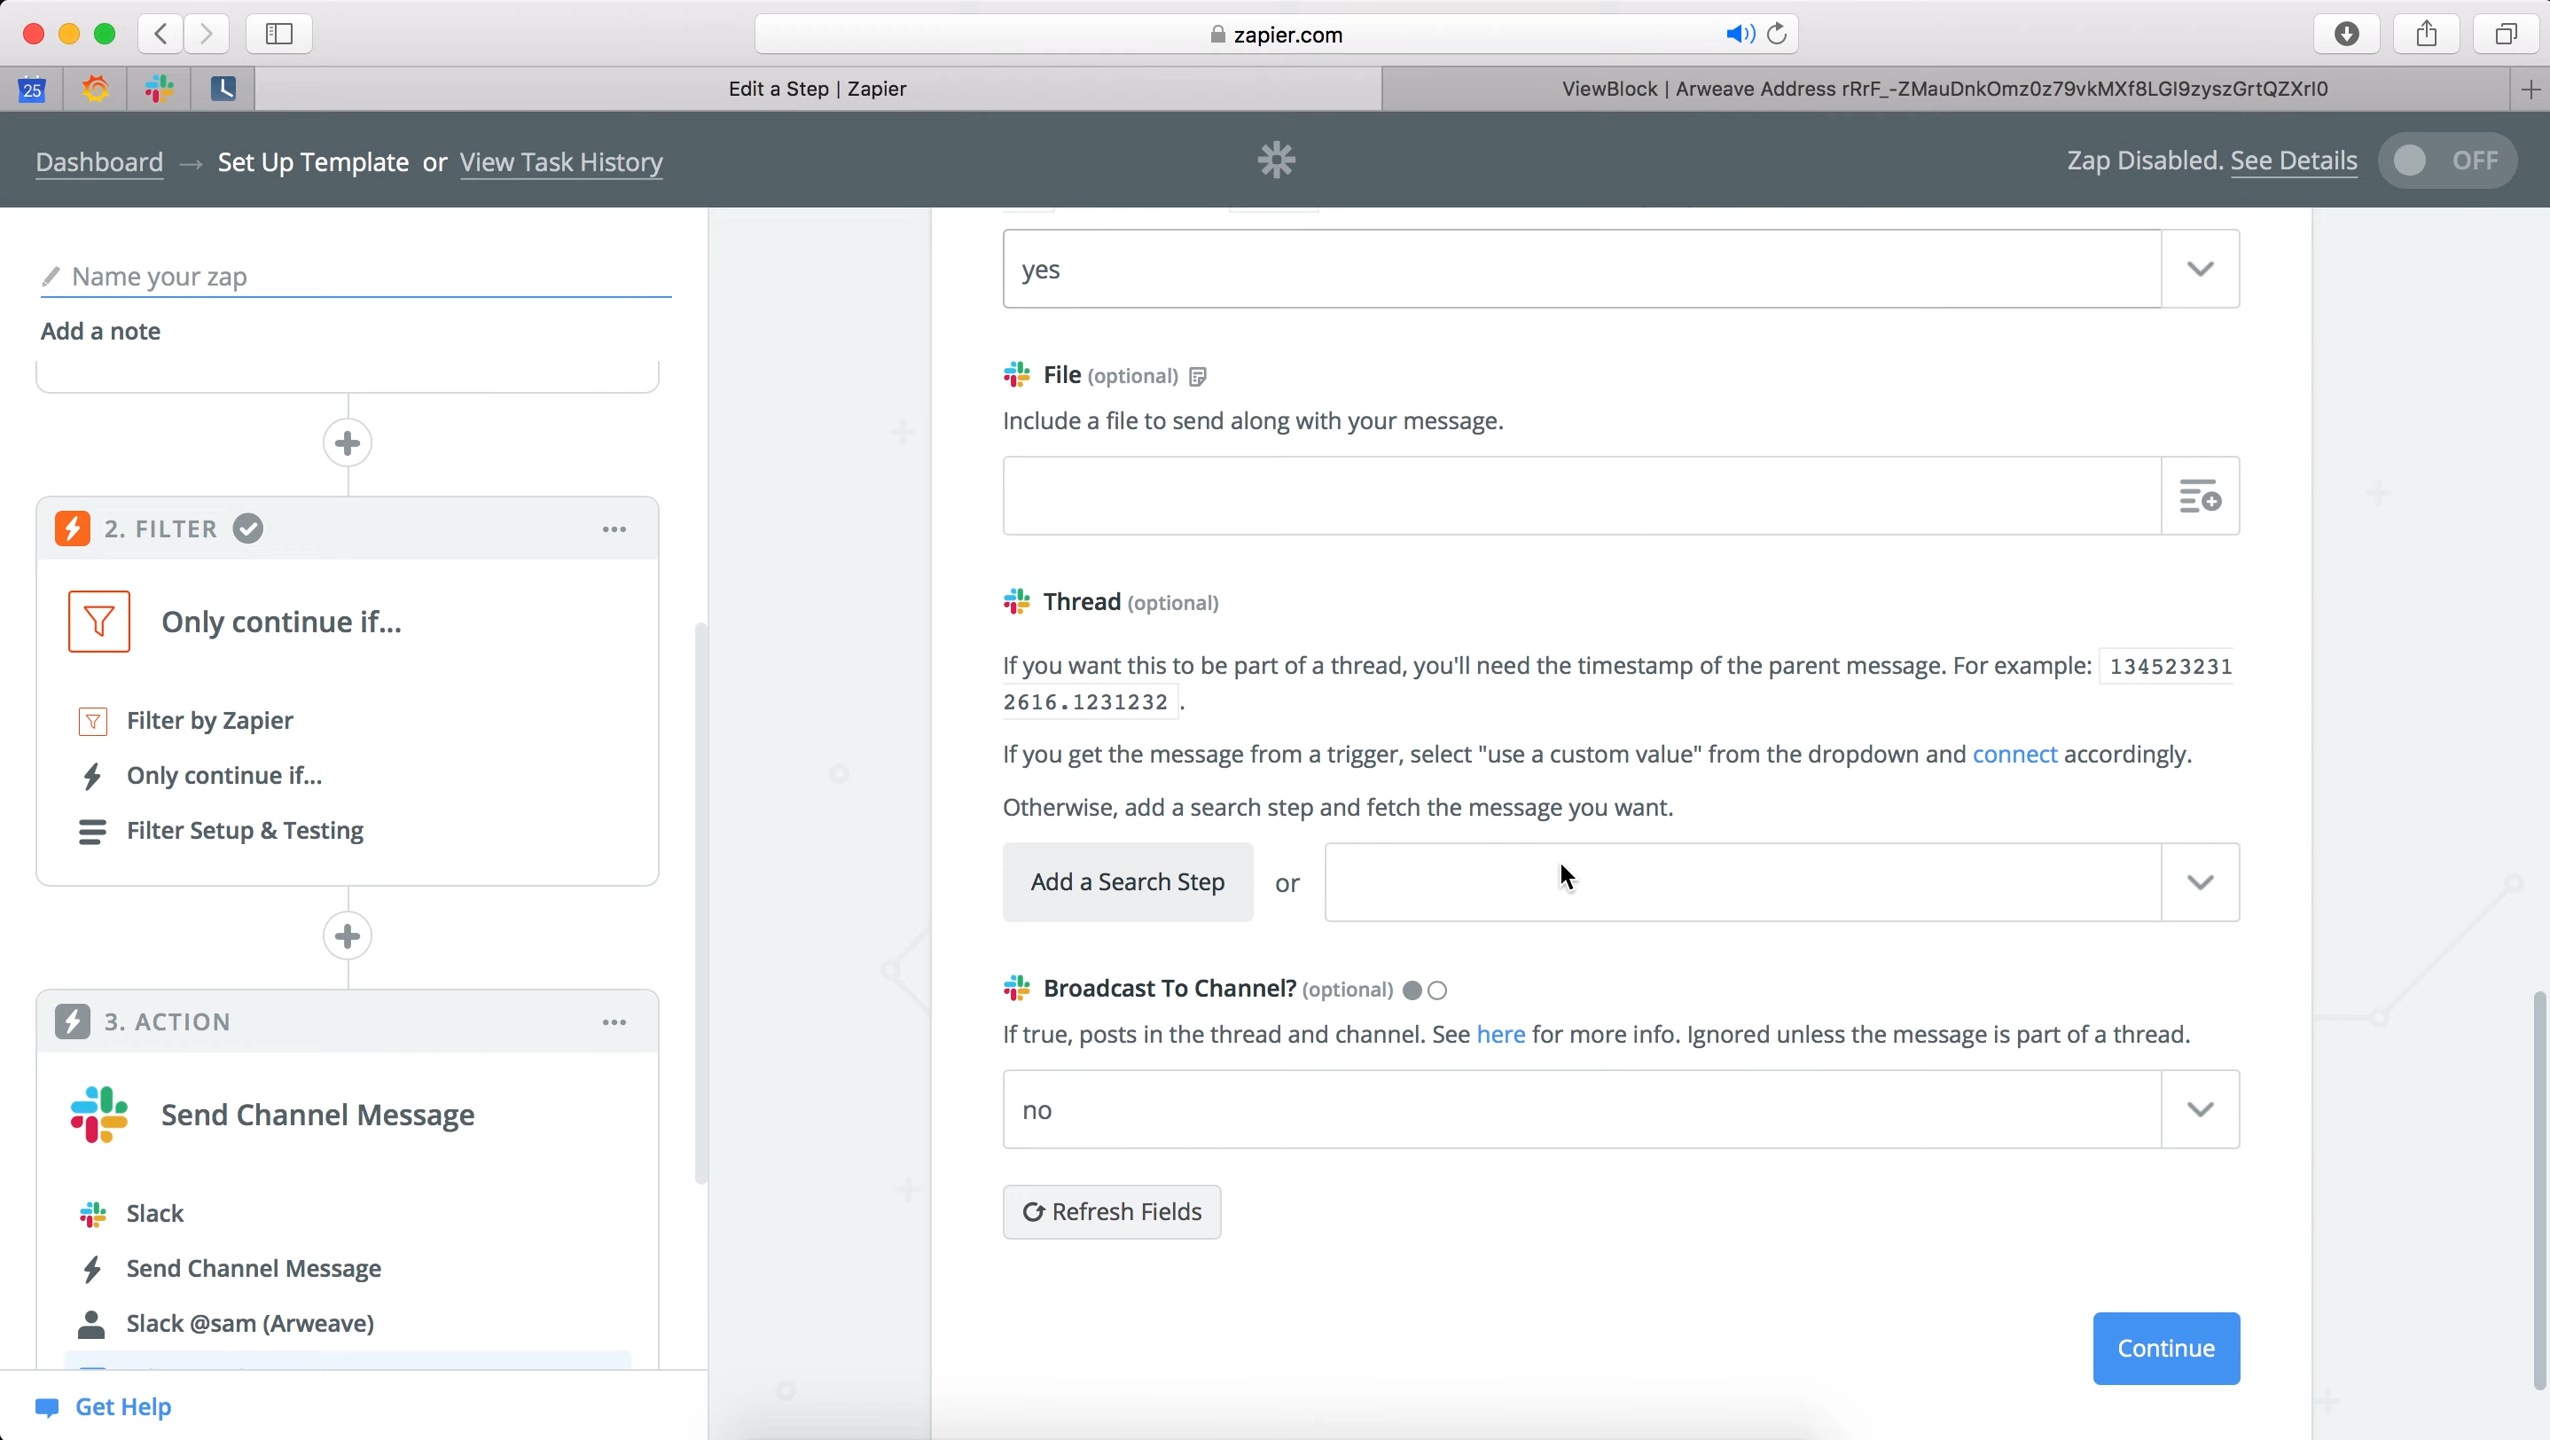 zapier.com
25
Edit a Step | Zapier
ViewBlock | Arweave Address rRrF_-ZMauDnkOmz0z79vkMXf8LGI9zyszGrtQZXrI0
Dashboard → Set Up Template or View Task History
Zap Disabled. See Details
OFF
Name your zap
Add a note
2. FILTER
Only continue if...
Filter by Zapier
Only continue if...
Filter Setup & Testing
3. ACTION
Send Channel Message
Slack
Send Channel Message
Slack @sam (Arweave)
Get Help
yes
File (optional)
Include a file to send along with your message.
Thread (optional)
If you want this to be part of a thread, you'll need the timestamp of the parent message. For example: 134523231
2616.1231232 .
If you get the message from a trigger, select "use a custom value" from the dropdown and connect accordingly.
Otherwise, add a search step and fetch the message you want.
Add a Search Step or
Broadcast To Channel? (optional)
If true, posts in the thread and channel. See here for more info. Ignored unless the message is part of a thread.
no
Refresh Fields
Continue